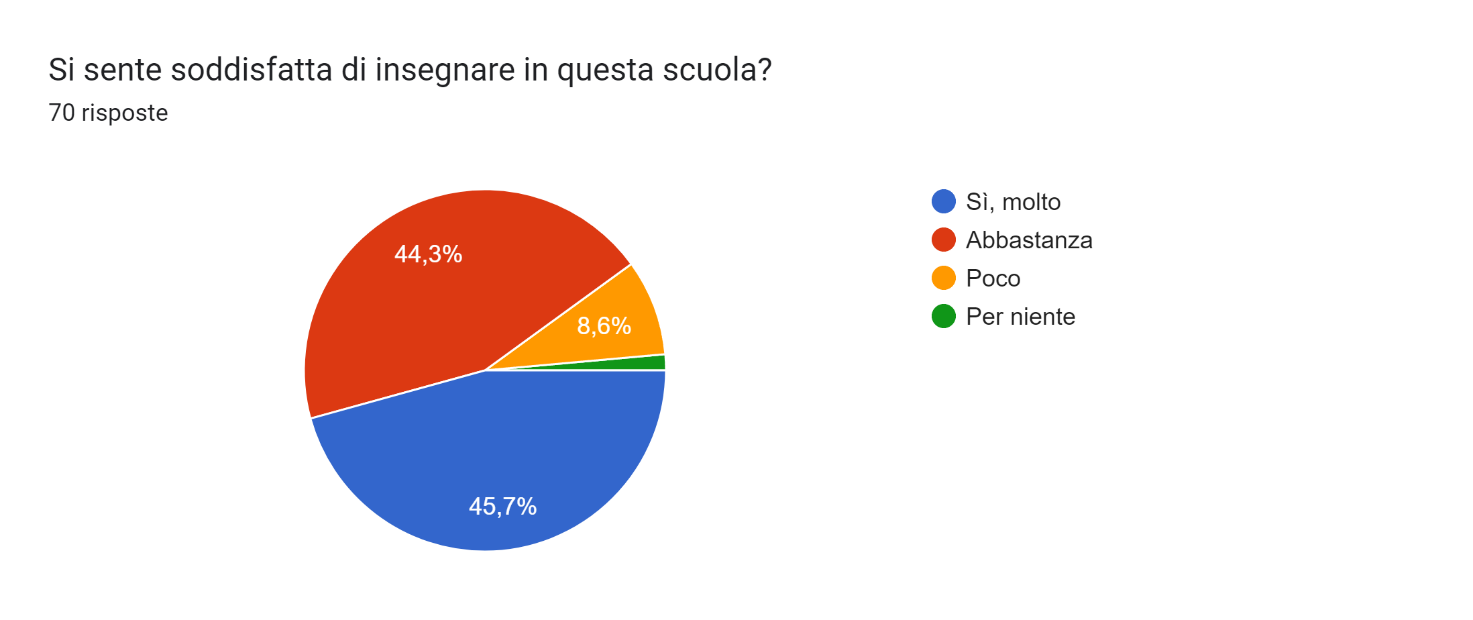 Si sente soddisfatta di insegnare in questa scuola?
70 risposte
44,3%
8,6%
45,7%
Sì, molto
Abbastanza
Poco
Per niente